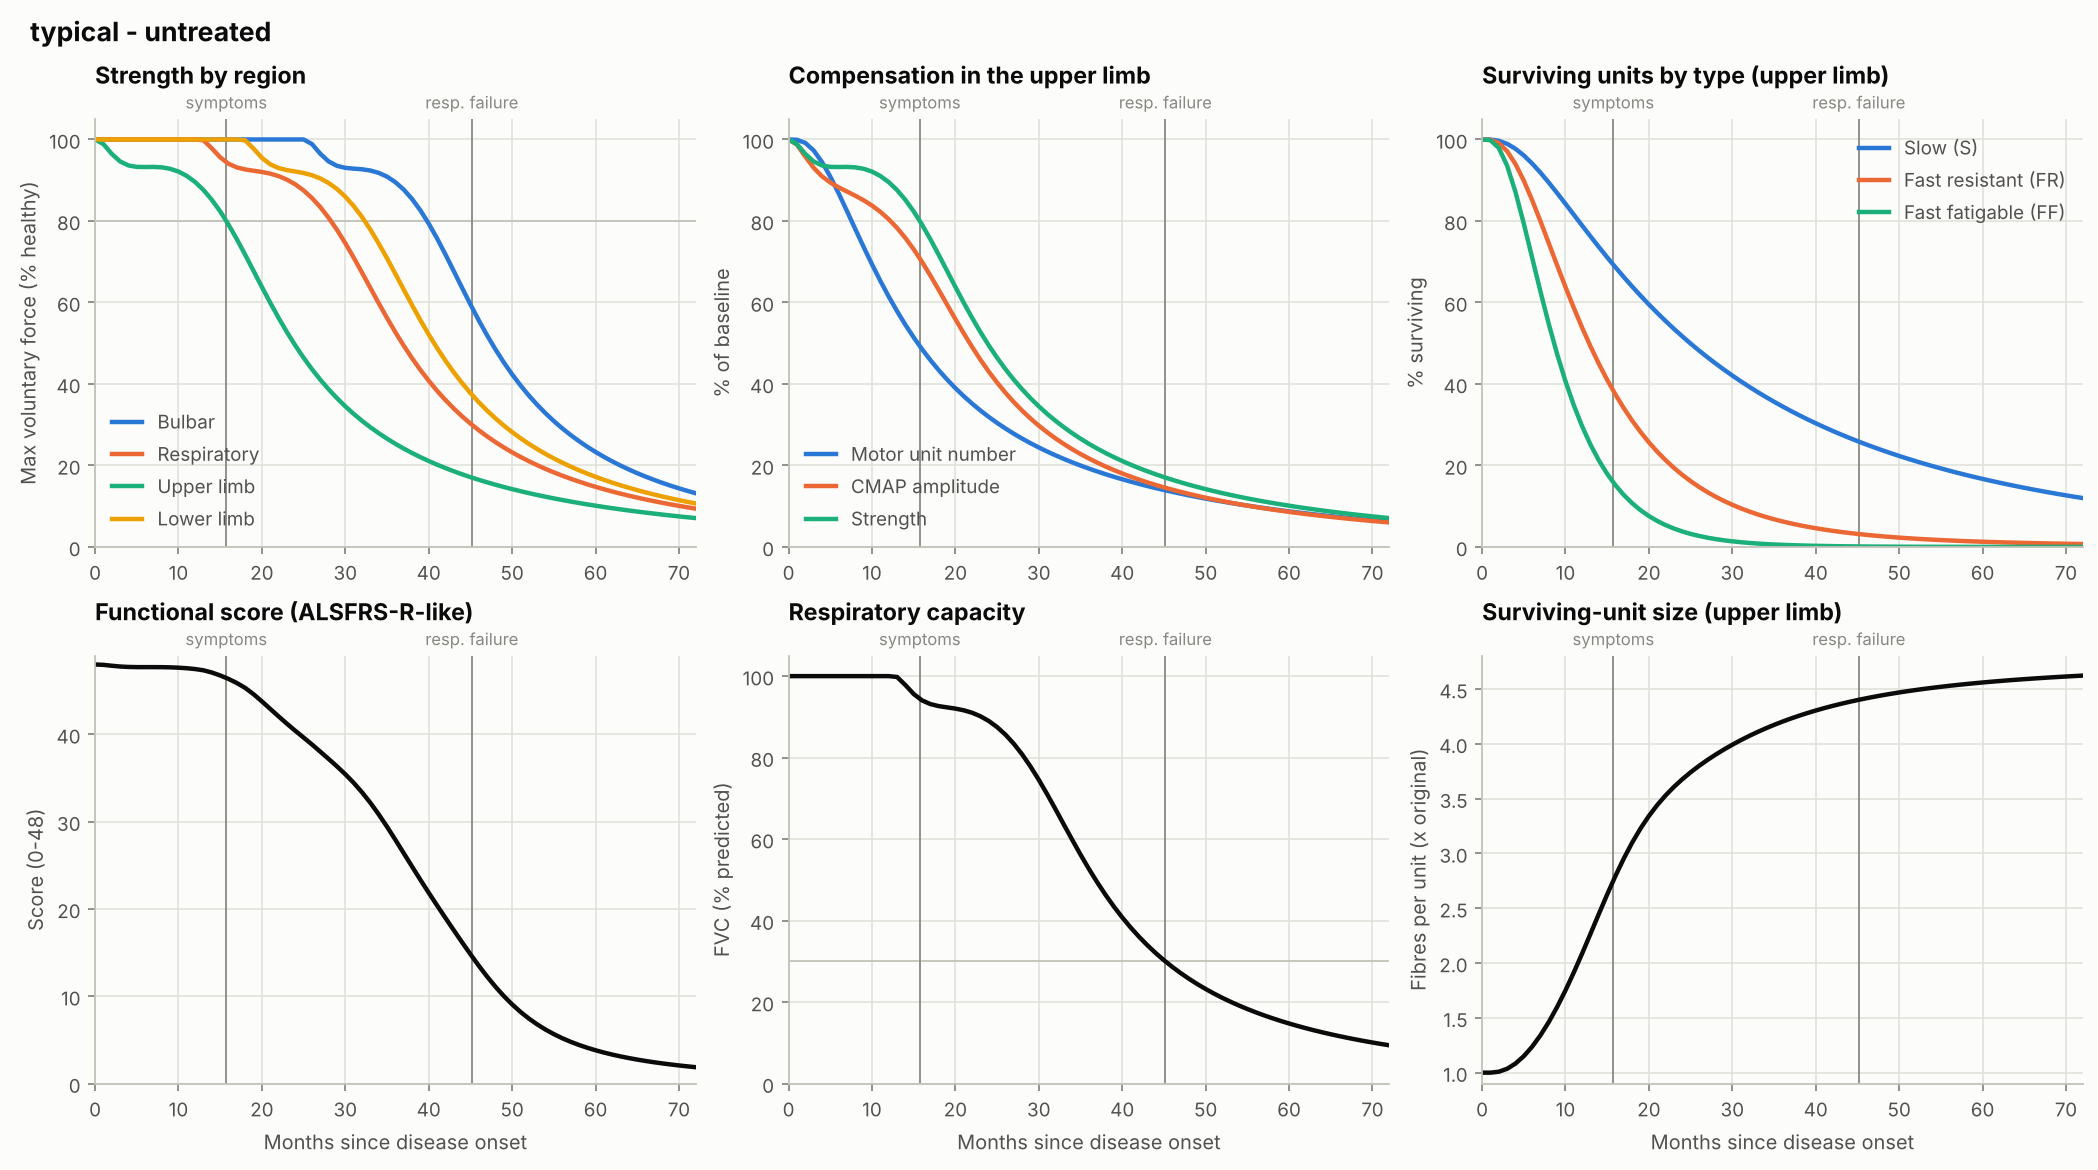 typical - untreated
Strength by region
symptoms
resp. failure
Max voluntary force (% healthy)
100
80
60
40
20
0
Bulbar
Respiratory
Upper limb
Lower limb
0 10 20 30 40 50 60 70
Compensation in the upper limb
symptoms
resp. failure
% of baseline
100
80
60
40
20
0
Motor unit number
CMAP amplitude
Strength
0 10 20 30 40 50 60 70
Surviving units by type (upper limb)
symptoms
resp. failure
% surviving
100
80
60
40
20
0
Slow (S)
Fast resistant (FR)
Fast fatigable (FF)
0 10 20 30 40 50 60 70
Functional score (ALSFRS-R-like)
symptoms
resp. failure
Score (0-48)
40
30
20
10
0
0 10 20 30 40 50 60 70
Months since disease onset
Respiratory capacity
symptoms
resp. failure
FVC (% predicted)
100
80
60
40
20
0
0 10 20 30 40 50 60 70
Months since disease onset
Surviving-unit size (upper limb)
symptoms
resp. failure
Fibres per unit (x original)
4.5
4.0
3.5
3.0
2.5
2.0
1.5
1.0
0 10 20 30 40 50 60 70
Months since disease onset